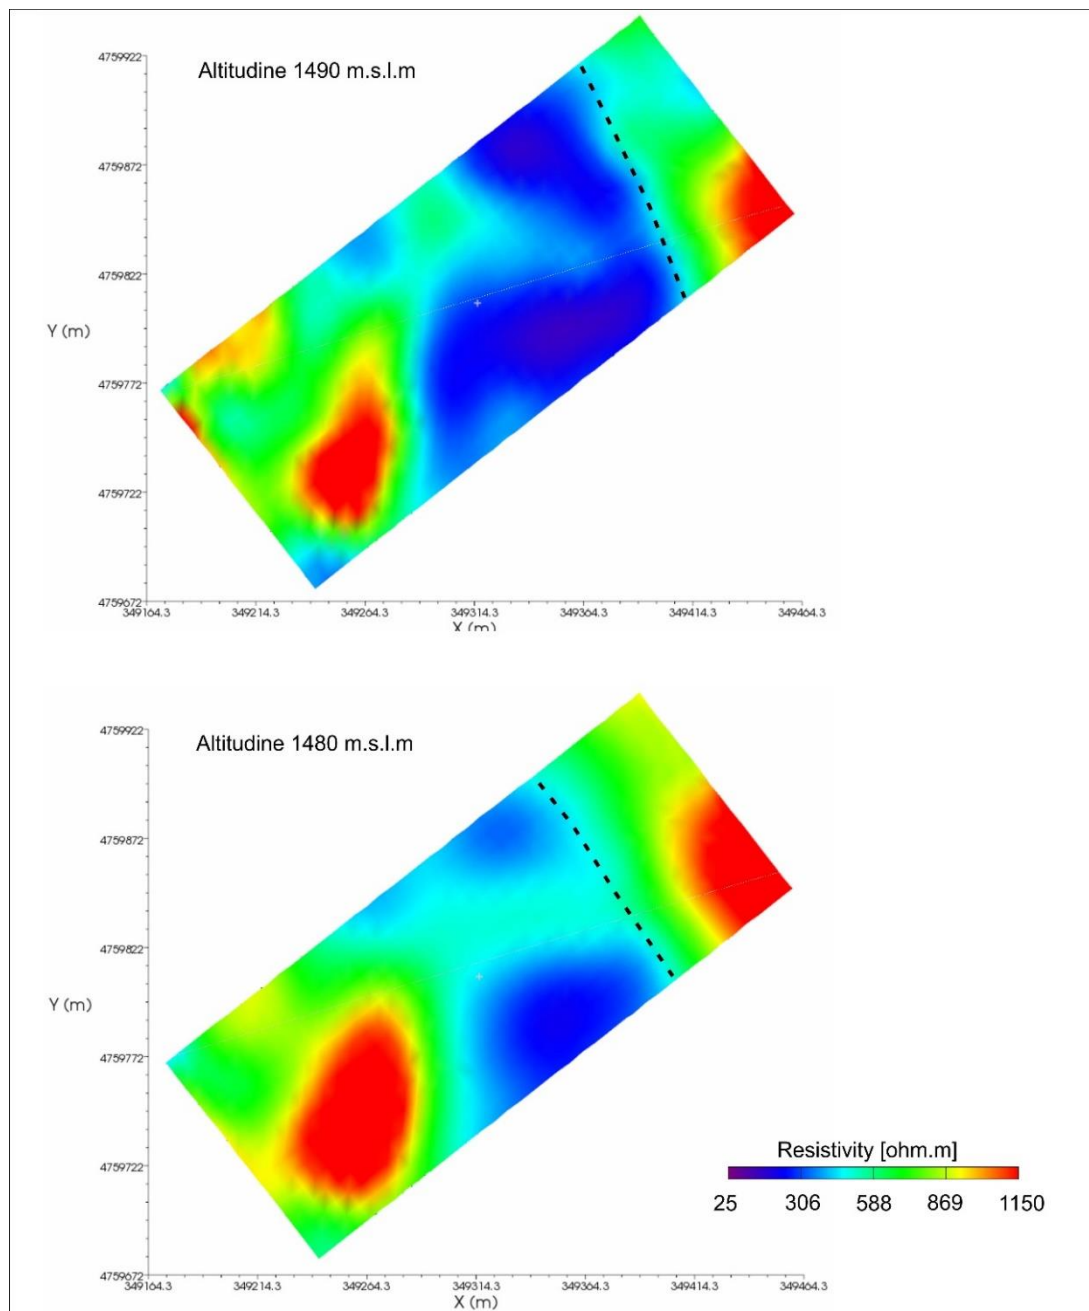 Altitudine 1490 m.s.l.m
4759922
4759872
4759822
Y (m)
4759772
4759722
4759672
349164.3 349214.3 349264.3 349314.3 349364.3 349414.3 349464.3
X (m)
Altitudine 1480 m.s.l.m
4759922
4759872
4759822
Y (m)
4759772
4759722
4759672
Resistivity [ohm.m]
25 306 588 869 1150
349164.3 349214.3 349264.3 349314.3 349364.3 349414.3 349464.3
X (m)